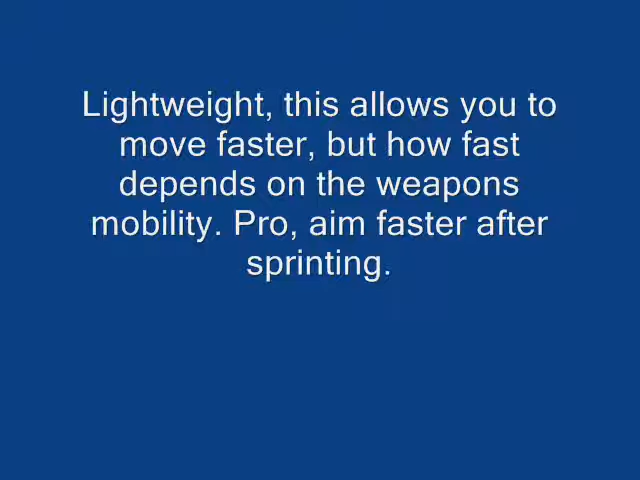 Lightweight, this allows you to
move faster, but how fast
depends on the weapons
mobility. Pro, aim faster after
sprinting.